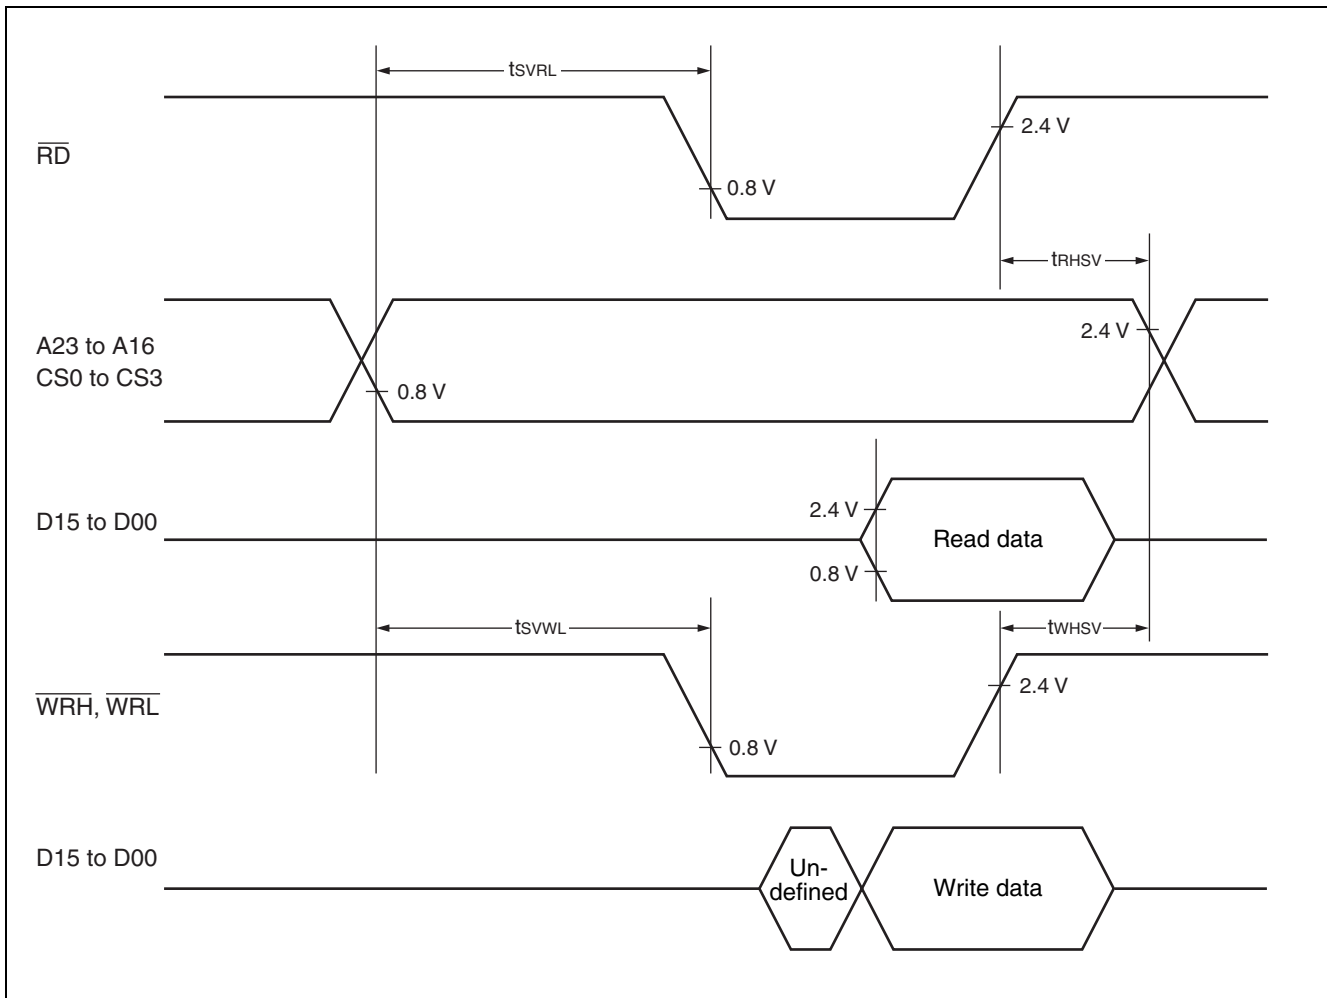 tSVRL
2.4 V
RD
0.8 V
tRHSV
A23 to A16
CS0 to CS3
2.4 V
0.8 V
D15 to D00
2.4 V
Read data
0.8 V
tSVWL
tWHSV
WRH, WRL
2.4 V
0.8 V
D15 to D00
Un-
defined
Write data